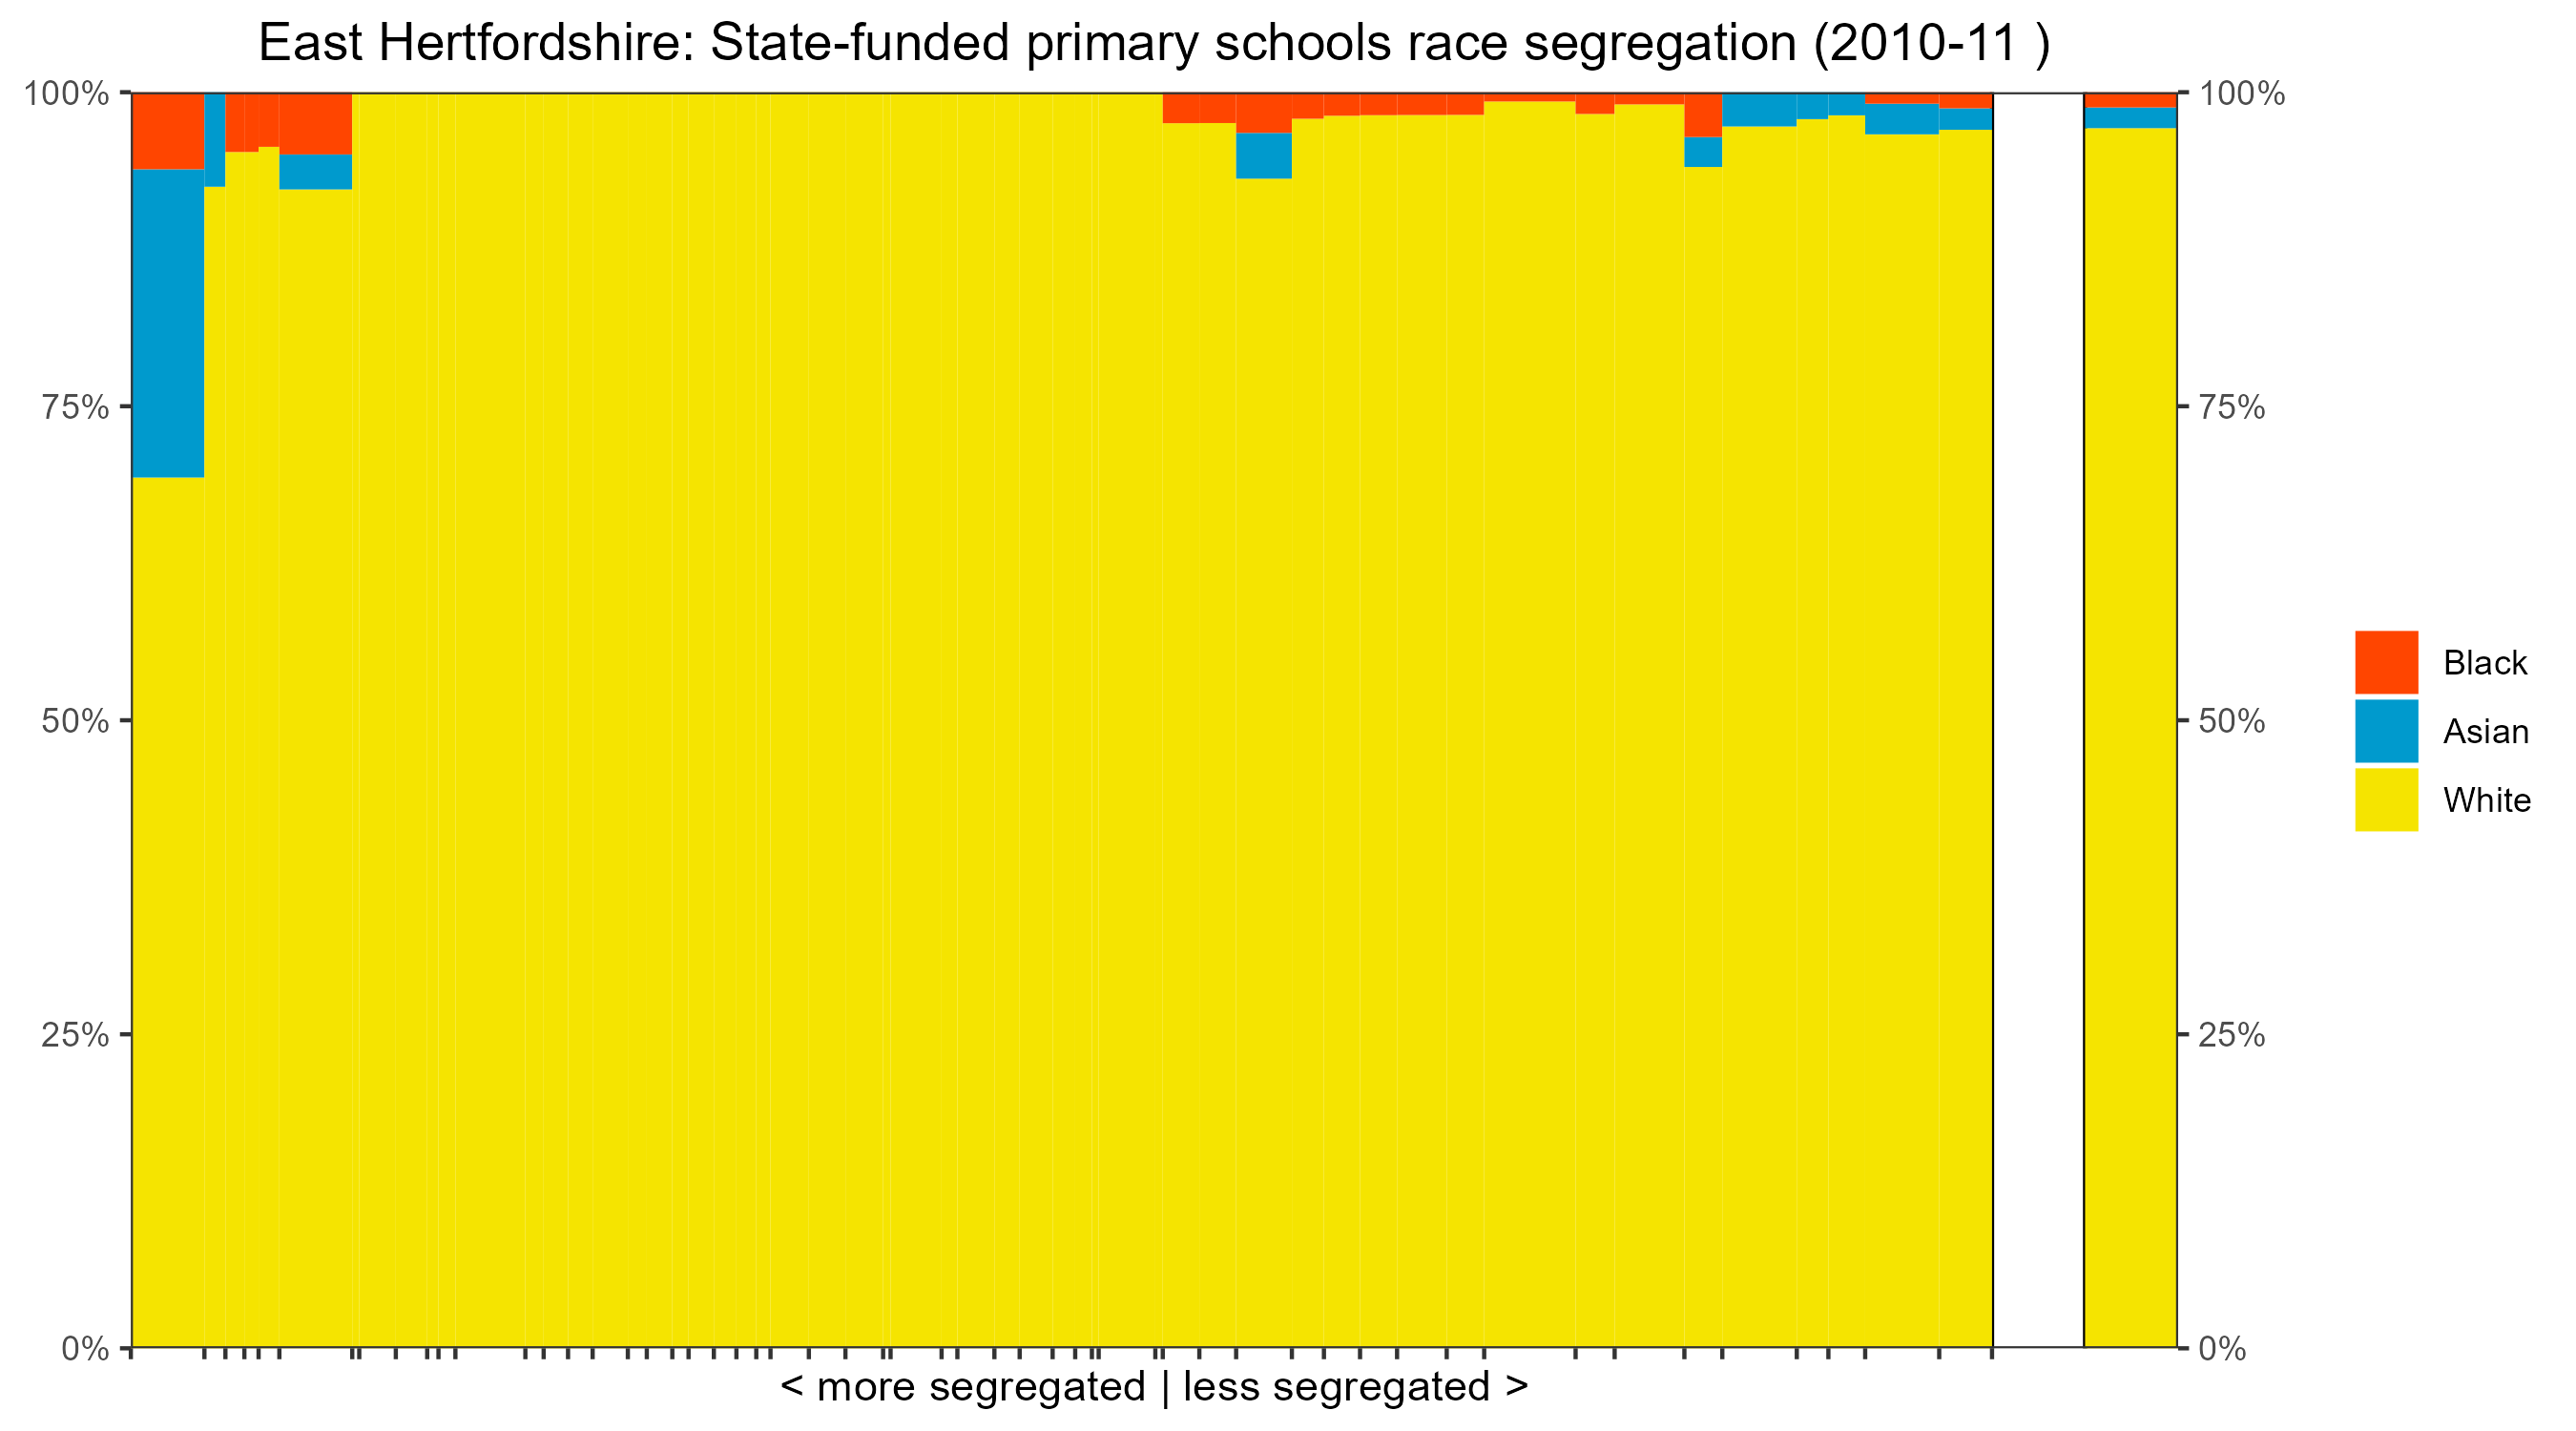 East Hertfordshire: State-funded primary schools race segregation (2010-11 )
100%
75%
50%
25%
0%
100%
75%
50%
25%
0%
Black
Asian
White
< more segregated | less segregated >